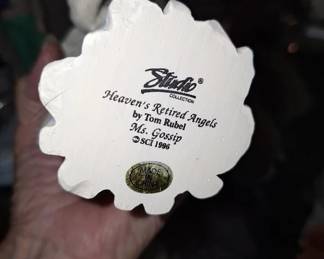 Studio®
COLLECTION
Heaven's Retired Angels
by Tom Rubel
Ms. Gossip
© SCI 1996